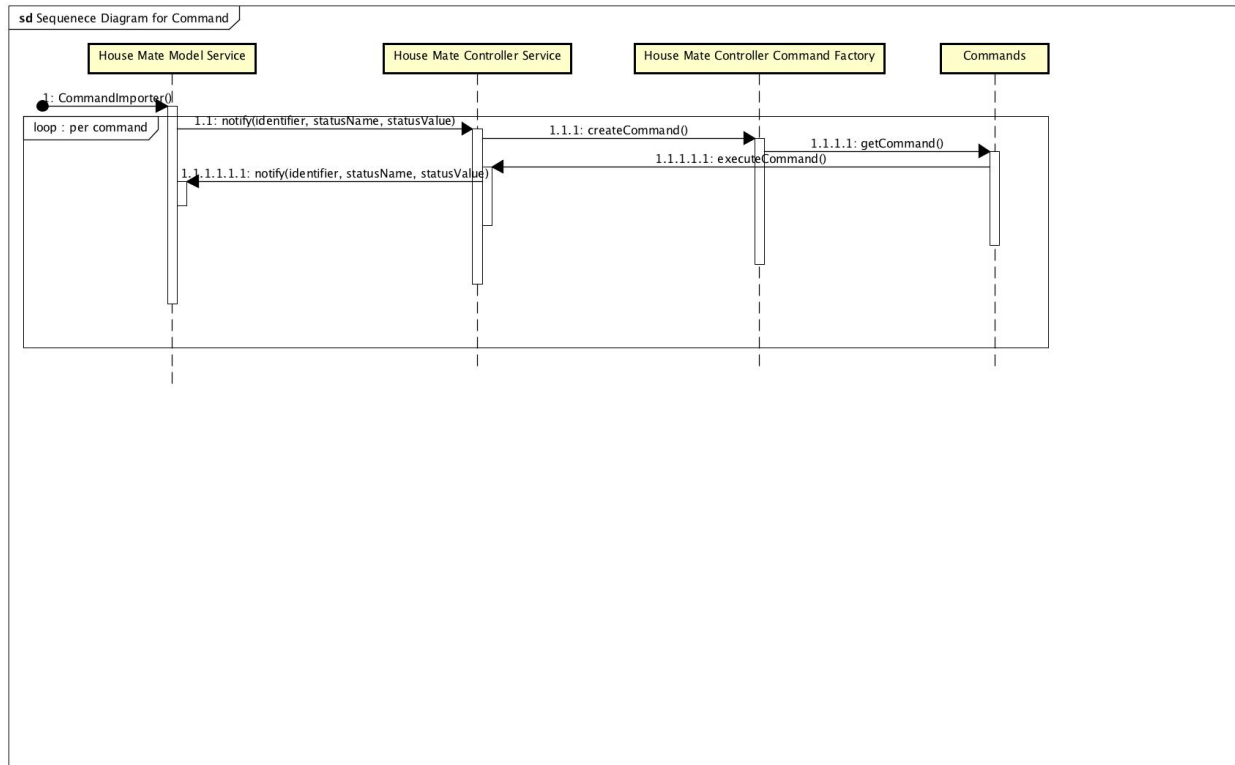 sd Sequenece Diagram for Command
House Mate Model Service
House Mate Controller Service
House Mate Controller Command Factory
Commands
1: CommandImporter()
loop : per command
1.1: notify(identifier, statusName, statusValue)
1.1.1: createCommand()
1.1.1.1: getCommand()
1.1.1.1.1: executeCommand()
1.1.1.1.1.1: notify(identifier, statusName, statusValue)